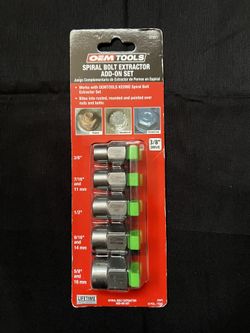 OEMTOOLS
SPIRAL BOLT EXTRACTOR
ADD-ON SET
Juego Complementario de Extractor de Pernos en Espiral
• Works with OEMTOOLS Spiral Bolt
Extractor Set
• Bites into rusted, rounded and painted over
nuts and bolts
3/8"
DRIVE
3/8"
7/16"
and
11 mm
1/2"
9/16"
and
14 mm
5/8"
and
16 mm
LIFETIME
SPIRAL BOLT EXTRACTOR
ADD-ON SET